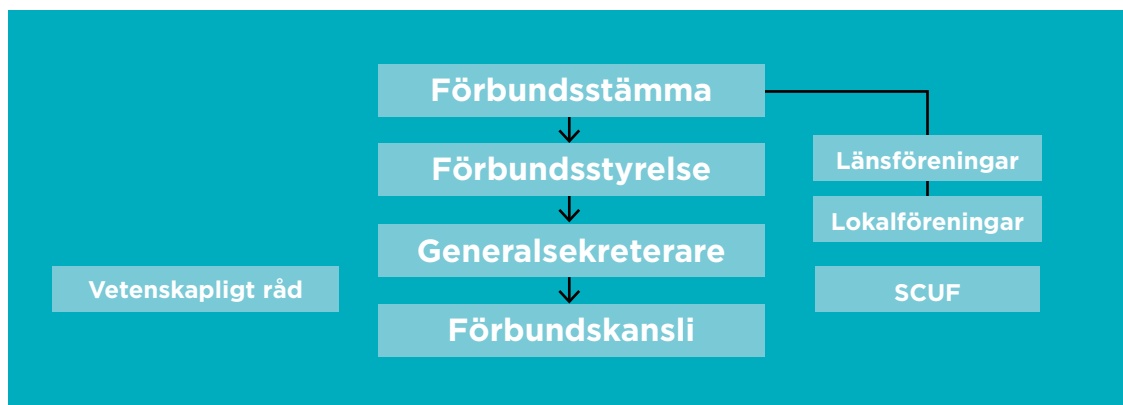 Förbundsstämma
Förbundsstyrelse
Generalsekreterare
Förbundskansli
Länsföreningar
Lokalföreningar
SCUF
Vetenskapligt råd